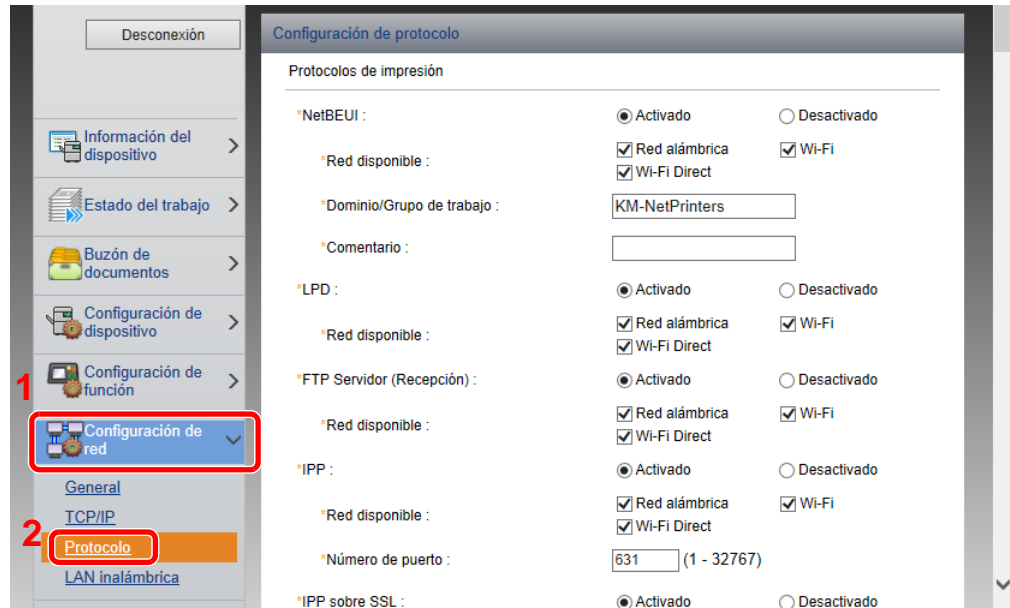 Desconexión
Información del
dispositivo
Estado del trabajo
Buzón de
documentos
Configuración de
dispositivo
1
Configuración de
función
Configuración de
red
General
TCP/IP
2
Protocolo
LAN inalámbrica
Configuración de protocolo
Protocolos de impresión
*NetBEUI : Activado Desactivado
*Red disponible : Red alámbrica Wi-Fi
Wi-Fi Direct
*Dominio/Grupo de trabajo : KM-NetPrinters
*Comentario :
*LPD : Activado Desactivado
*Red disponible : Red alámbrica Wi-Fi
Wi-Fi Direct
*FTP Servidor (Recepción) : Activado Desactivado
*Red disponible : Red alámbrica Wi-Fi
Wi-Fi Direct
*IPP : Activado Desactivado
*Red disponible : Red alámbrica Wi-Fi
Wi-Fi Direct
*Número de puerto : 631 (1 - 32767)
*IPP sobre SSL : Activado Desactivado